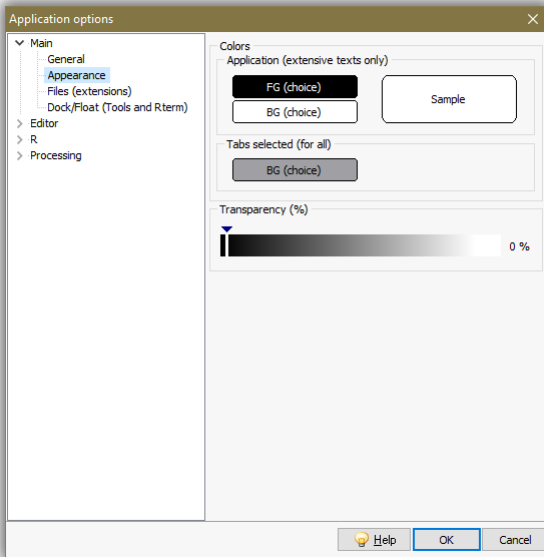 Application options
Main
General
Appearance
Files (extensions)
Dock/Float (Tools and Rterm)
Editor
R
Processing
Colors
Application (extensive texts only)
FG (choice)
BG (choice)
Sample
Tabs selected (for all)
BG (choice)
Transparency (%)
0 %
Help
OK
Cancel